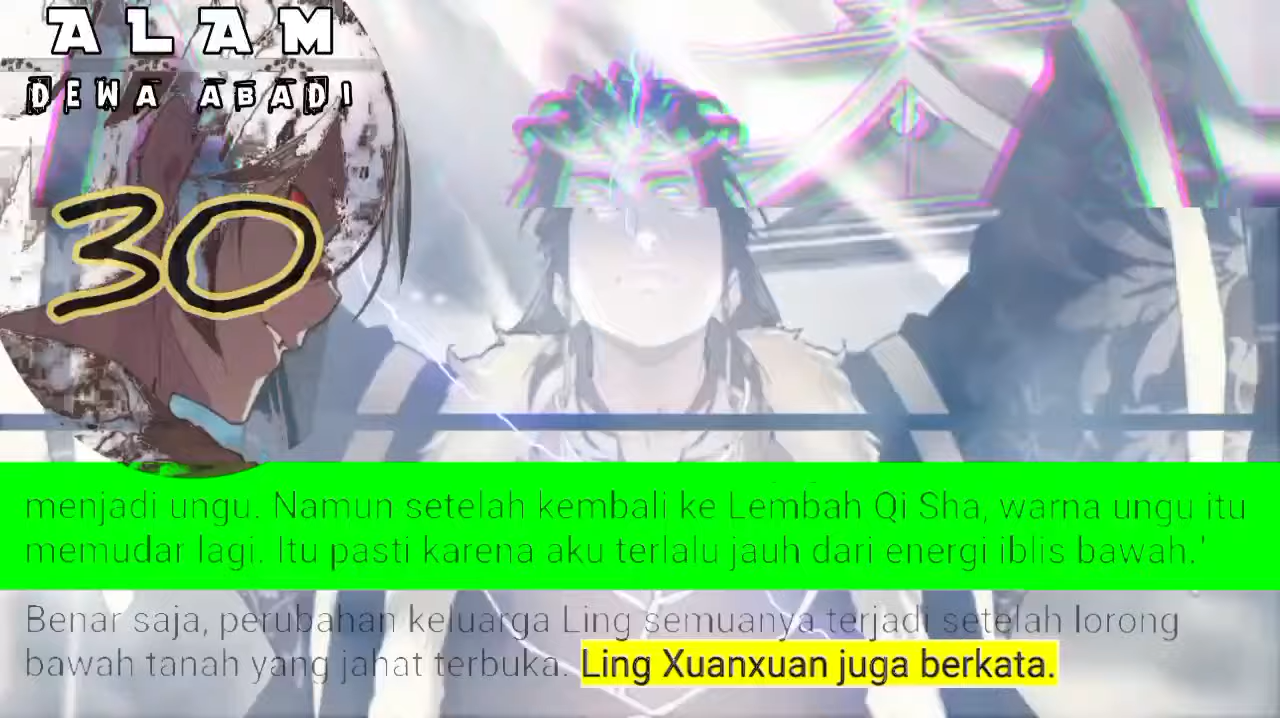 ALAM
DEWA ABADI
30
menjadi ungu. Namun setelah kembali ke Lembah Qi Sha, warna ungu itu
memudar lagi. Itu pasti karena aku terlalu jauh dari energi iblis bawah.'
Benar saja, perubahan keluarga Ling semuanya terjadi setelah lorong
bawah tanah yang jahat terbuka. Ling Xuanxuan juga berkata.